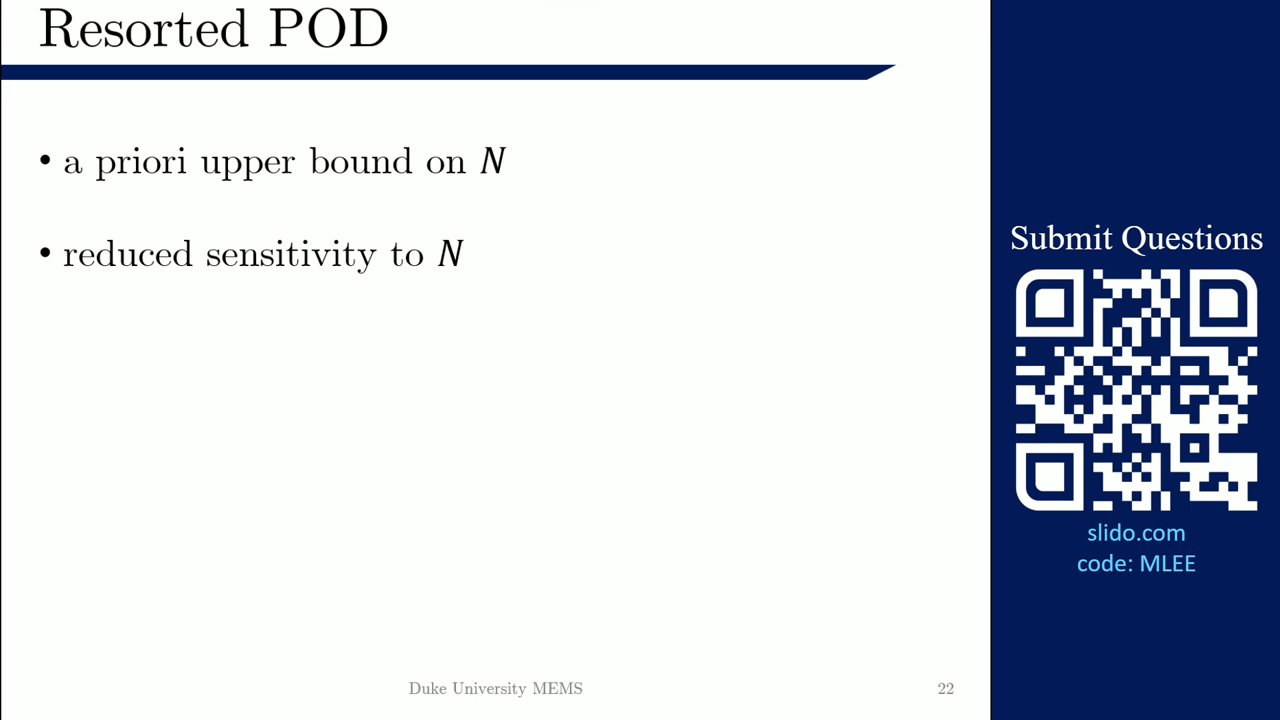 Resorted POD
• a priori upper bound on N
• reduced sensitivity to N
Submit Questions
slido.com
code: MLEE
Duke University MEMS
22